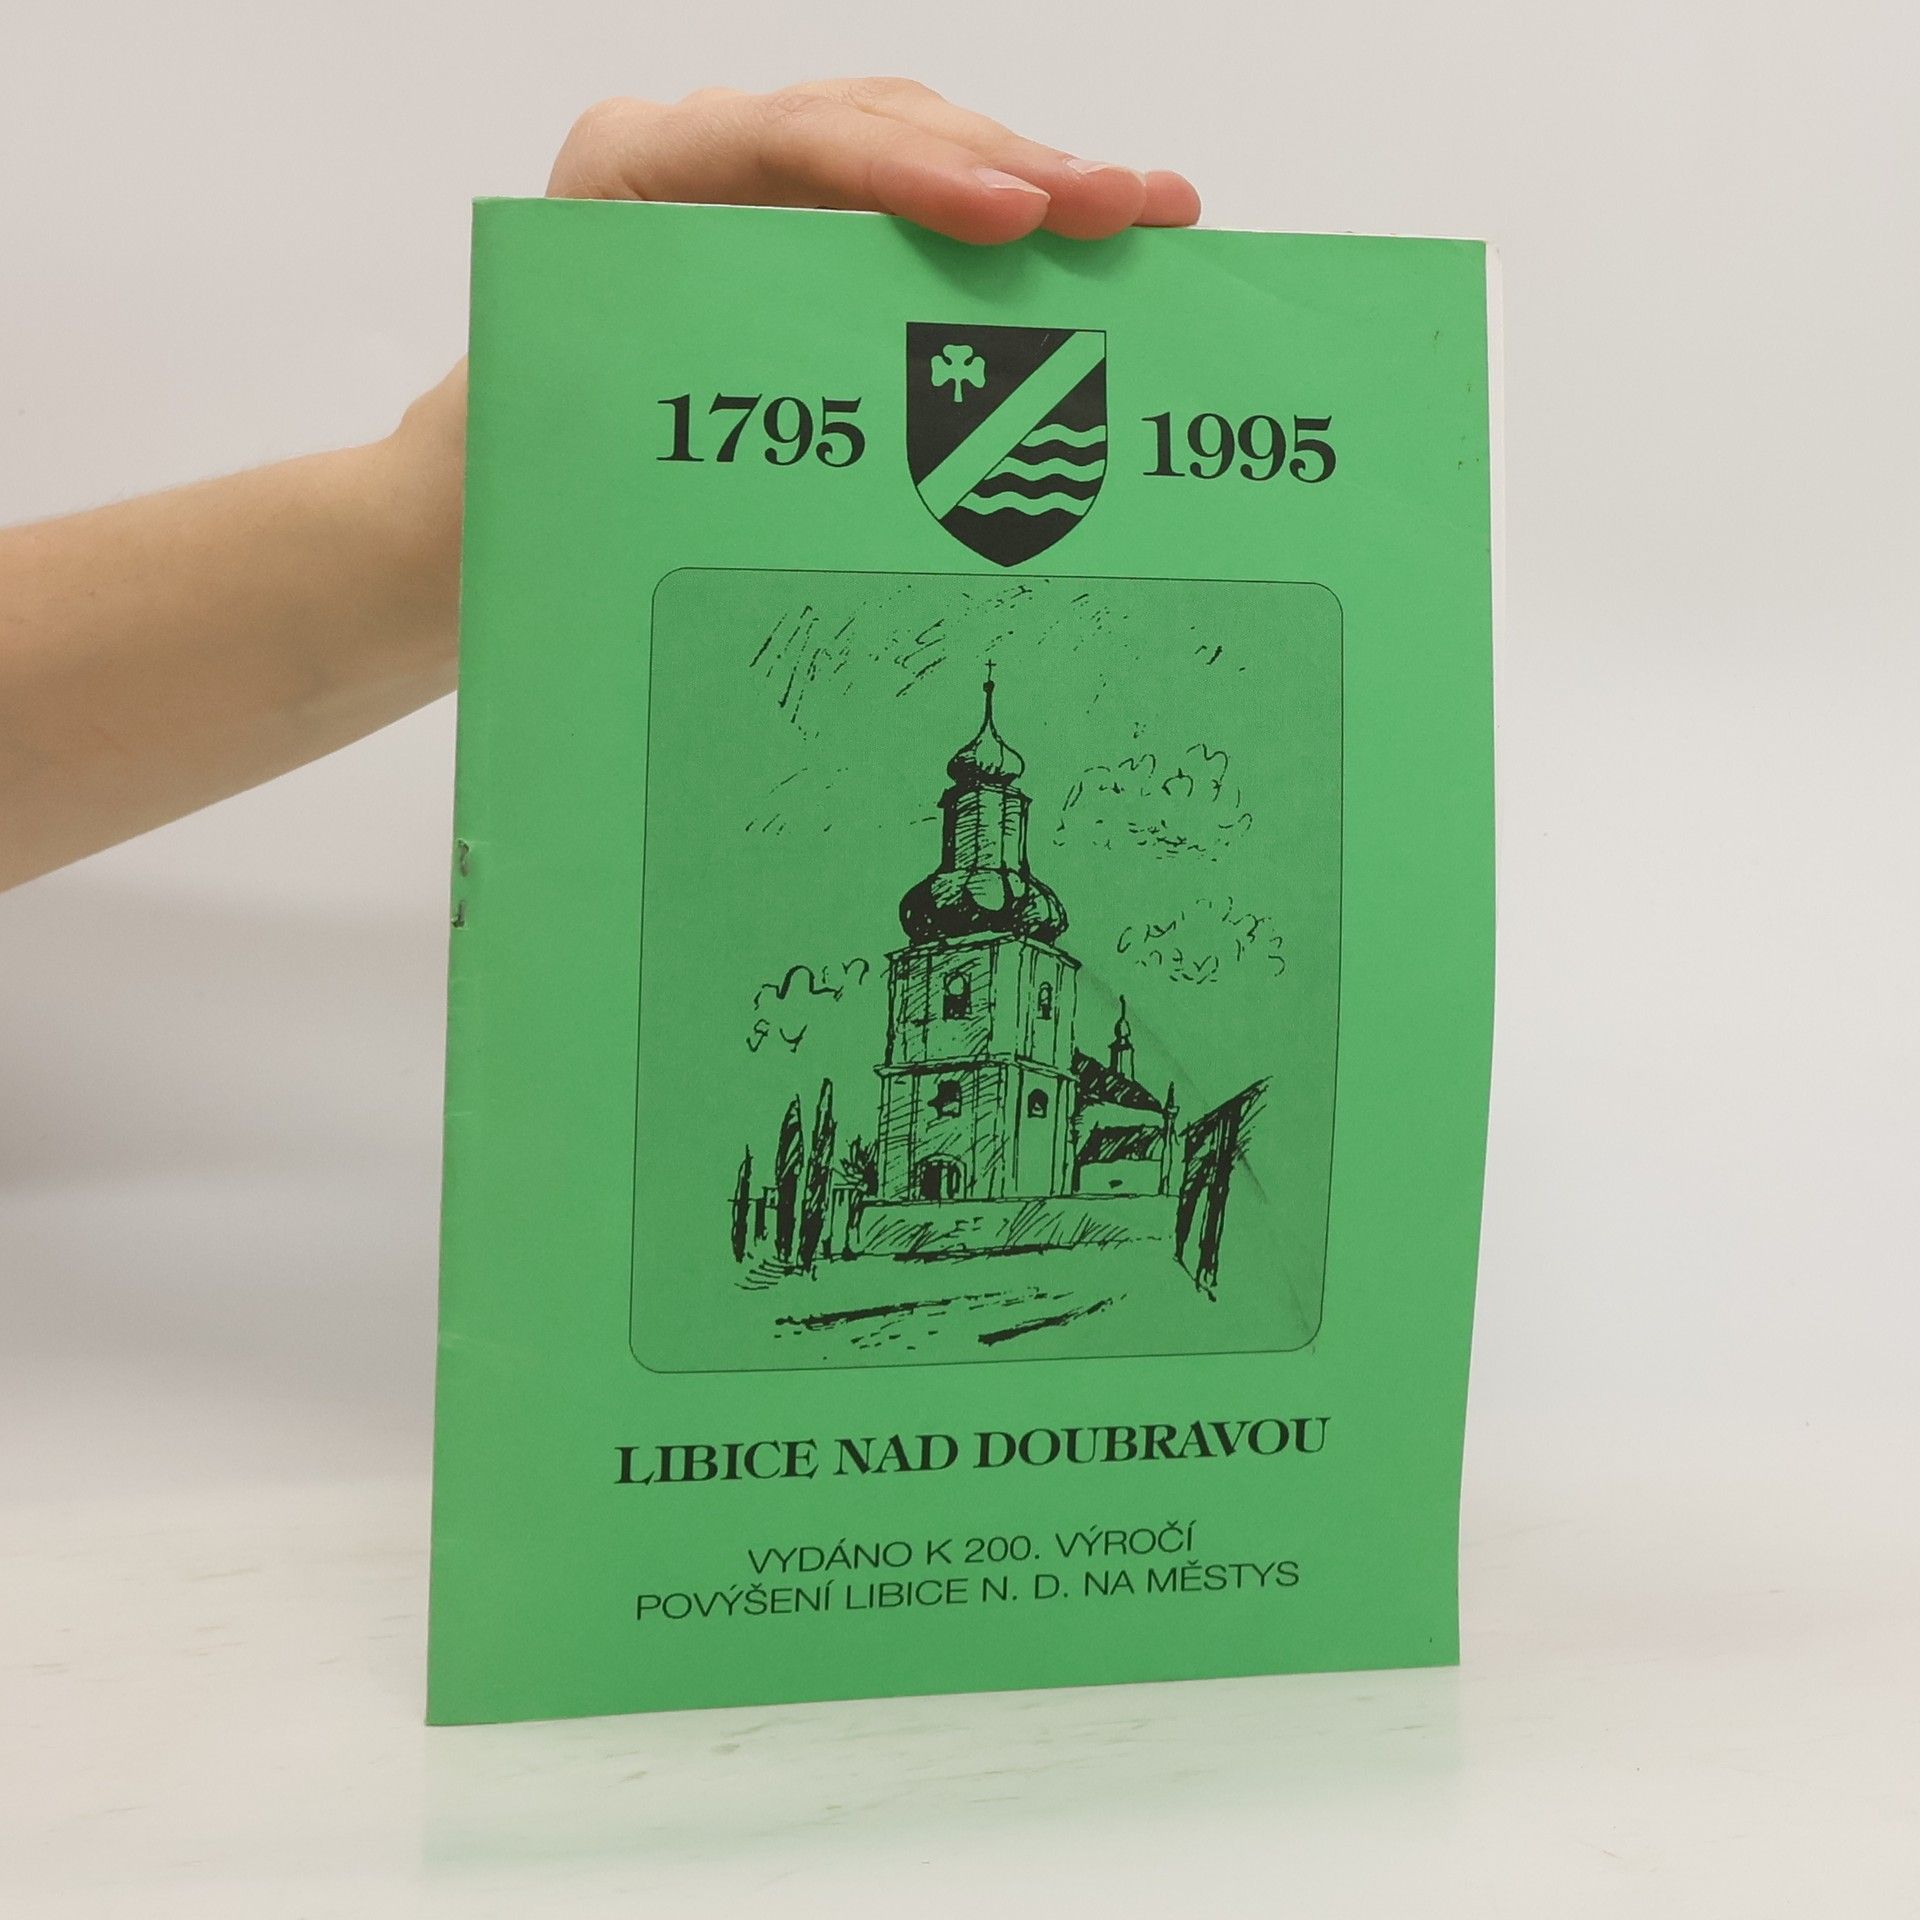 1795 1995
LIBICE NAD DOUBRAVOU
VYDÁNO K 200. VÝROČÍ
POVÝŠENÍ LIBICE N. D. NA MĚSTYS